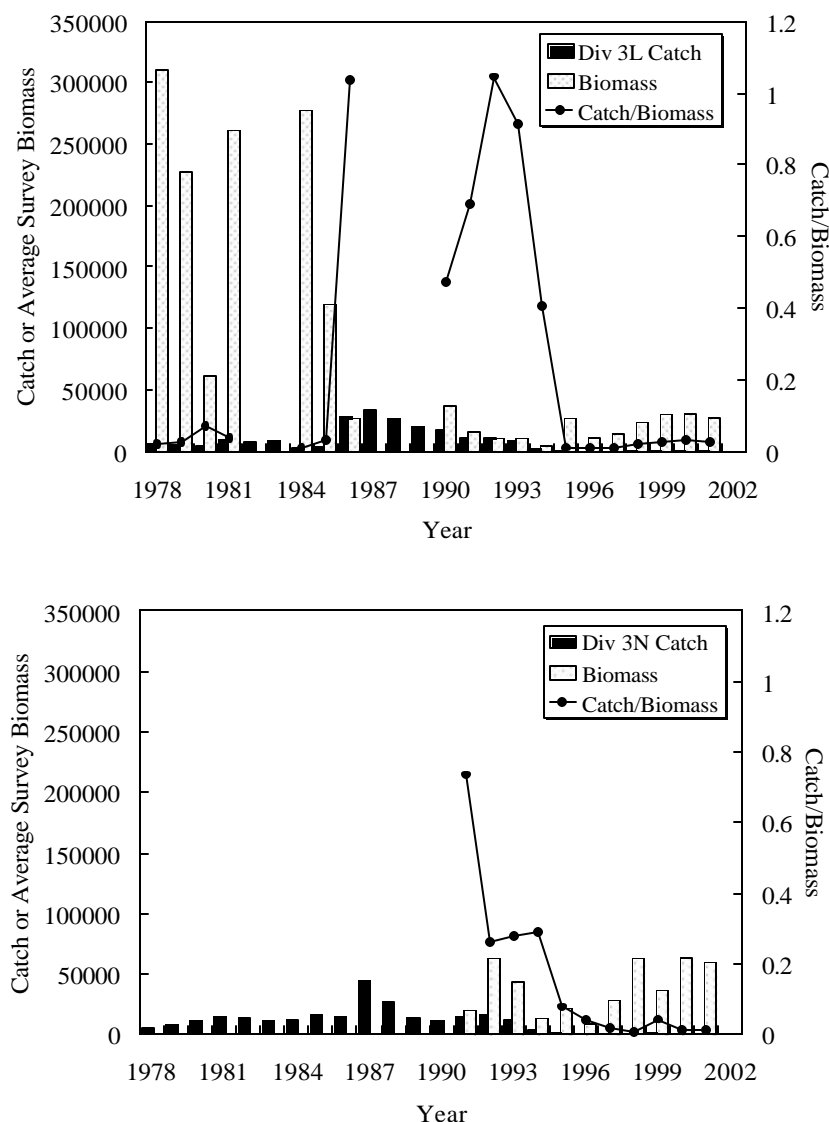 350000
300000
250000
200000
150000
100000
50000
0
Catch or Average Survey Biomass
1.2
1
0.8
0.6
0.4
0.2
0
Catch/Biomass
Div 3L Catch
Biomass
Catch/Biomass
1978 1981 1984 1987 1990 1993 1996 1999 2002
Year
350000
300000
250000
200000
150000
100000
50000
0
Catch or Average Survey Biomass
1.2
1
0.8
0.6
0.4
0.2
0
Catch/Biomass
Div 3N Catch
Biomass
Catch/Biomass
1978 1981 1984 1987 1990 1993 1996 1999 2002
Year